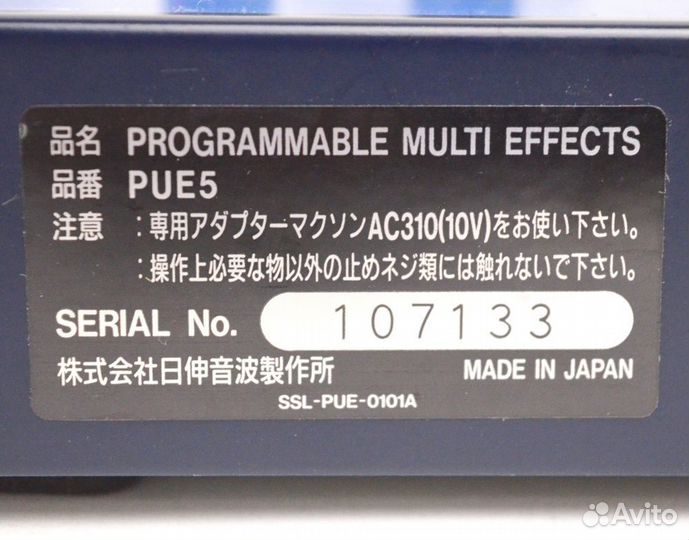 品名 PROGRAMMABLE MULTI EFFECTS
品番 PUE5
注意 :専用アダプターマクソンAC310(10V)をお使い下さい。
:操作上必要な物以外の止めネジ類には触れないで下さい。
SERIAL No. 107133
株式会社日伸音波製作所 MADE IN JAPAN
SSL-PUE-0101A
Avito